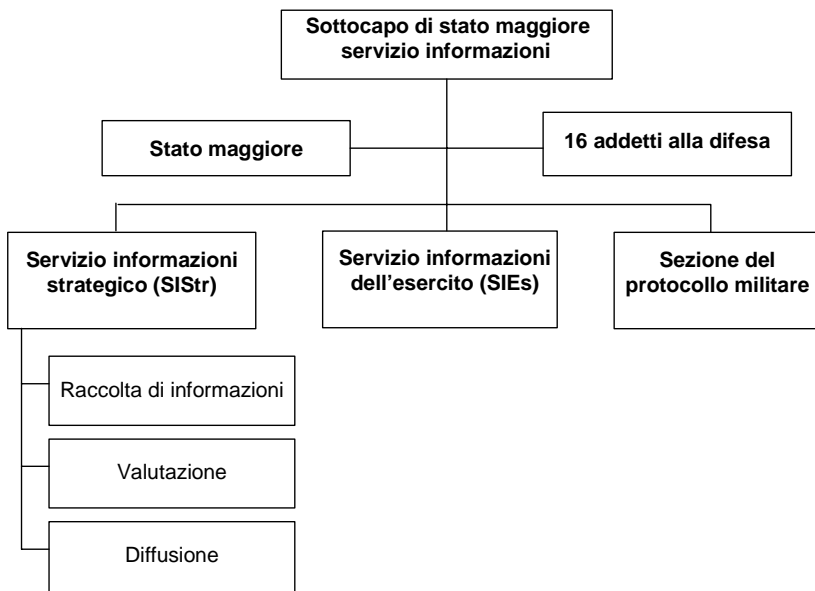 Sottocapo di stato maggiore
servizio informazioni
Stato maggiore
16 addetti alla difesa
Servizio informazioni
strategico (SIStr)
Servizio informazioni
dell'esercito (SIEs)
Sezione del
protocollo militare
Raccolta di informazioni
Valutazione
Diffusione